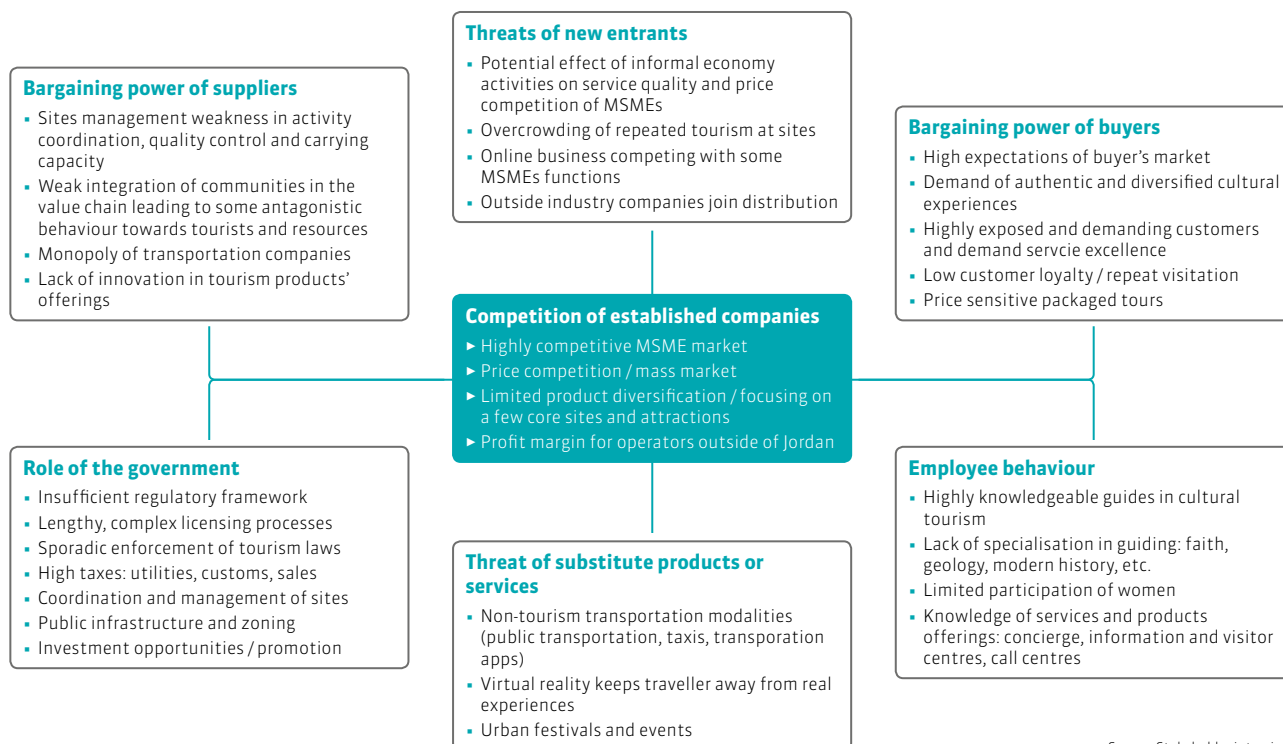 Threats of new entrants
▪ Potential effect of informal economy
activities on service quality and price
competition of MSMEs
▪ Overcrowding of repeated tourism at sites
▪ Online business competing with some
MSMEs functions
▪ Outside industry companies join distribution
Bargaining power of suppliers
▪ Sites management weakness in activity
coordination, quality control and carrying
capacity
▪ Weak integration of communities in the
value chain leading to some antagonistic
behaviour towards tourists and resources
▪ Monopoly of transportation companies
▪ Lack of innovation in tourism products’
offerings
Bargaining power of buyers
▪ High expectations of buyer’s market
▪ Demand of authentic and diversified cultural
experiences
▪ Highly exposed and demanding customers
and demand servcie excellence
▪ Low customer loyalty / repeat visitation
▪ Price sensitive packaged tours
Competition of established companies
► Highly competitive MSME market
► Price competition / mass market
► Limited product diversification / focusing on
a few core sites and attractions
► Profit margin for operators outside of Jordan
Role of the government
▪ Insufficient regulatory framework
▪ Lengthy, complex licensing processes
▪ Sporadic enforcement of tourism laws
▪ High taxes: utilities, customs, sales
▪ Coordination and management of sites
▪ Public infrastructure and zoning
▪ Investment opportunities / promotion
Threat of substitute products or
services
▪ Non-tourism transportation modalities
(public transportation, taxis, transporation
apps)
▪ Virtual reality keeps traveller away from real
experiences
▪ Urban festivals and events
Employee behaviour
▪ Highly knowledgeable guides in cultural
tourism
▪ Lack of specialisation in guiding: faith,
geology, modern history, etc.
▪ Limited participation of women
▪ Knowledge of services and products
offerings: concierge, information and visitor
centres, call centres